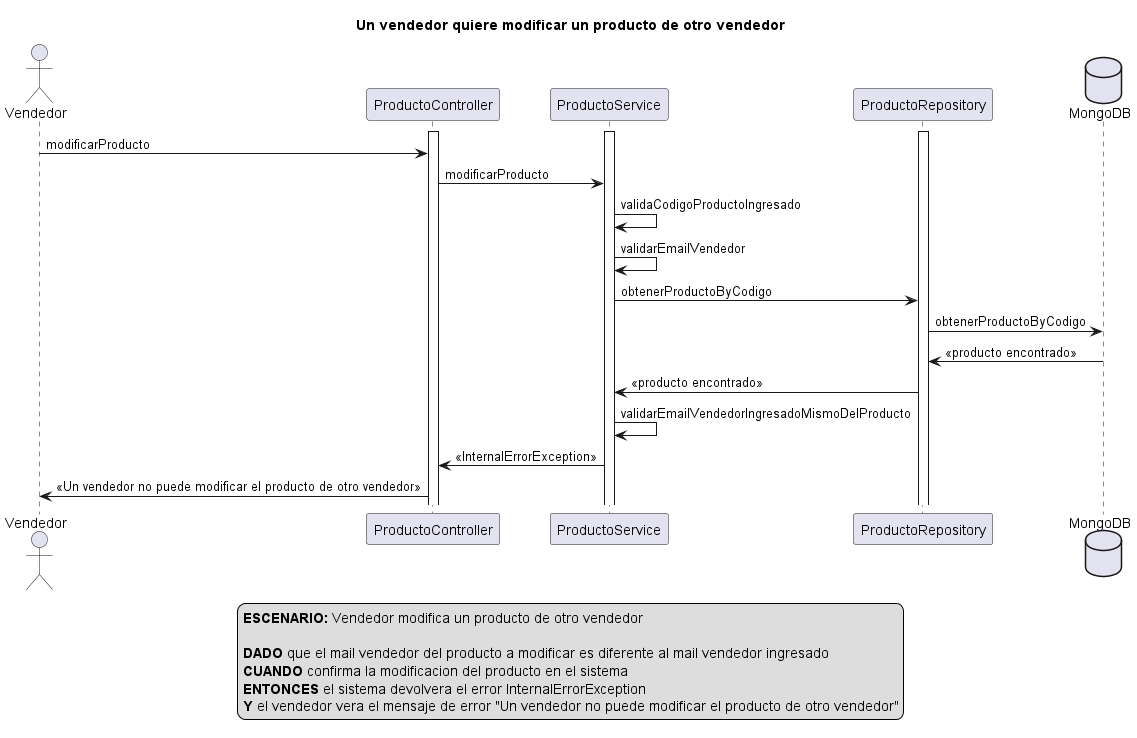 Un vendedor quiere modificar un producto de otro vendedor
Vendedor
ProductoController
ProductoService
ProductoRepository
MongoDB
modificarProducto
modificarProducto
validaCodigoProductoIngresado
validarEmailVendedor
obtenerProductoByCodigo
obtenerProductoByCodigo
«producto encontrado»
«producto encontrado»
validarEmailVendedorIngresadoMismoDelProducto
«InternalErrorException»
«Un vendedor no puede modificar el producto de otro vendedor»
Vendedor
ProductoController
ProductoService
ProductoRepository
MongoDB
ESCENARIO: Vendedor modifica un producto de otro vendedor
DADO que el mail vendedor del producto a modificar es diferente al mail vendedor ingresado
CUANDO confirma la modificacion del producto en el sistema
ENTONCES el sistema devolvera el error InternalErrorException
Y el vendedor vera el mensaje de error "Un vendedor no puede modificar el producto de otro vendedor"